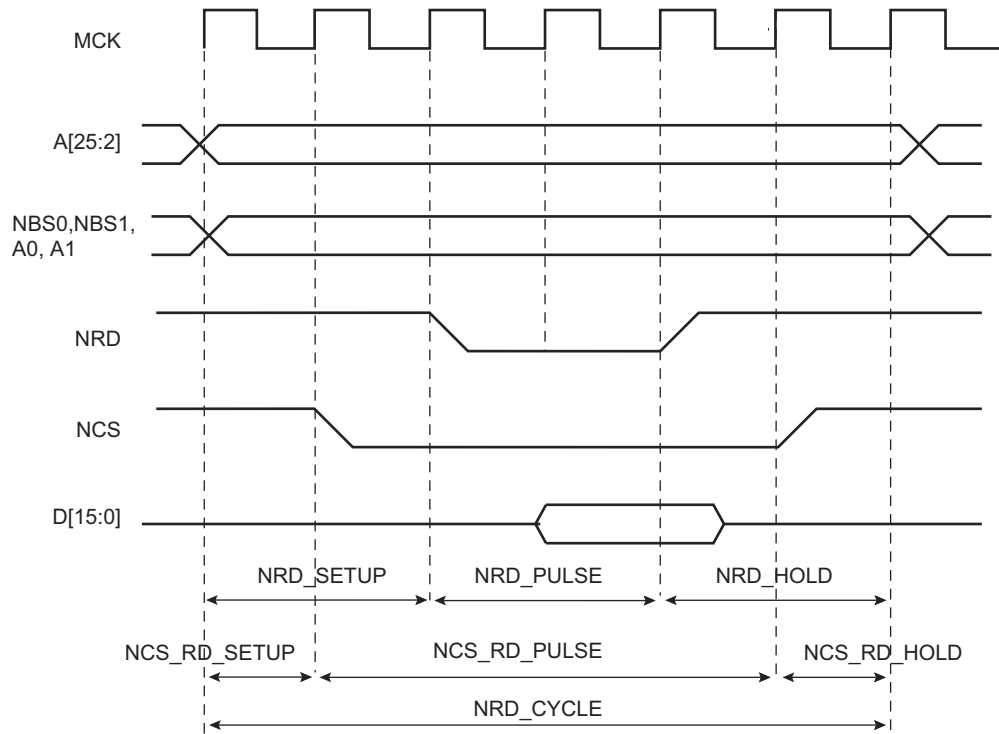 MCK
A[25:2]
NBS0,NBS1,
A0, A1
NRD
NCS
D[15:0]
NRD_SETUP NRD_PULSE NRD_HOLD
NCS_RD_SETUP NCS_RD_PULSE NCS_RD_HOLD
NRD_CYCLE